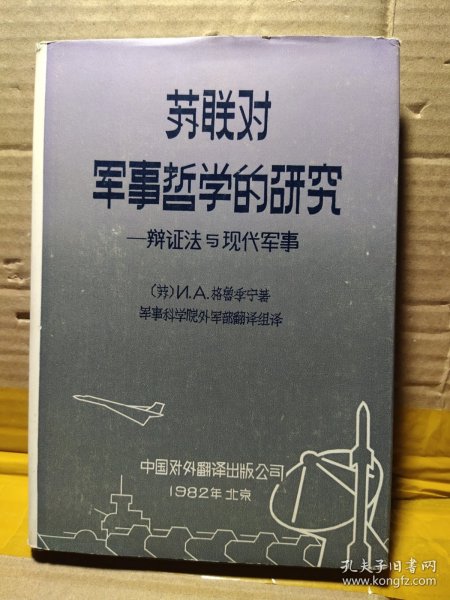 苏联对
军事哲学的研究
—辩证法与现代军事
(苏)И.А.格鲁季宁著
军事科学院外军部翻译组译
中国对外翻译出版公司
1982年 北京
孔夫子旧书网
www.kongfz.com